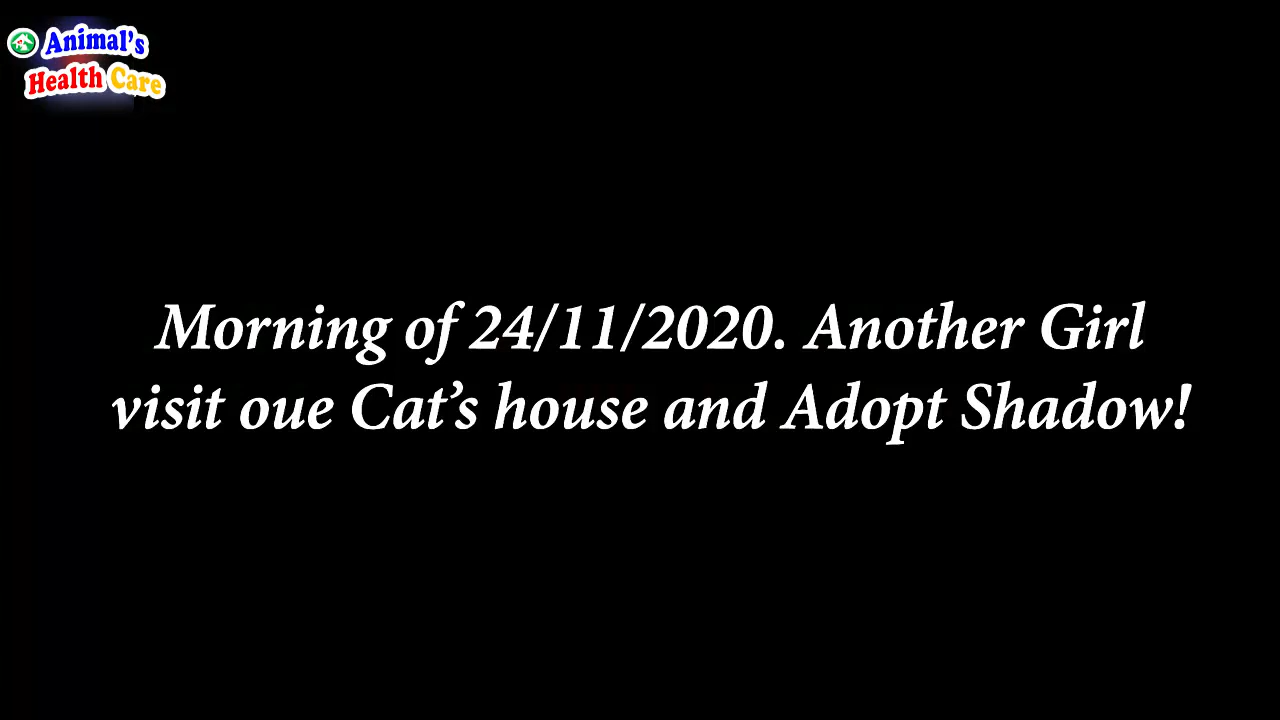 Animal's
Health Care
Morning of 24/11/2020. Another Girl
visit oue Cat’s house and Adopt Shadow!